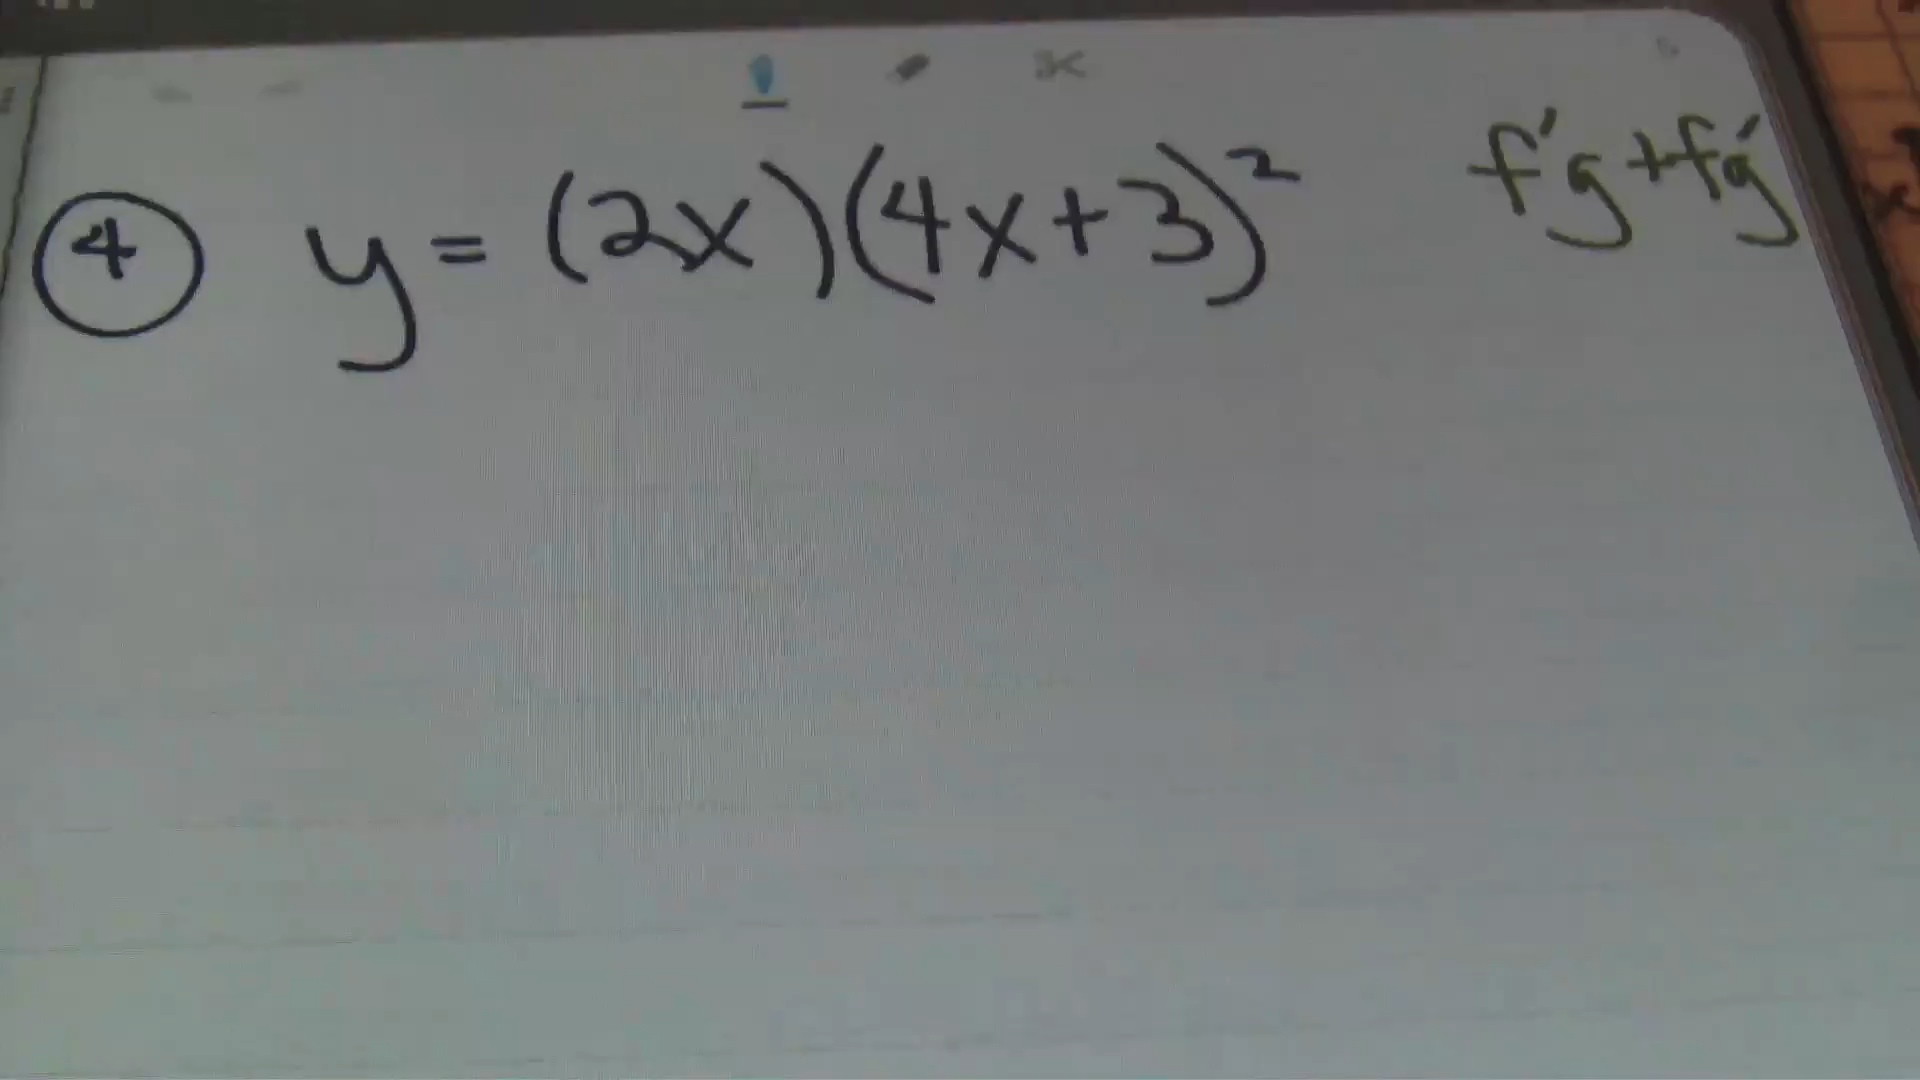 ④ y = (2x)(4x+3)² f'g+fg'